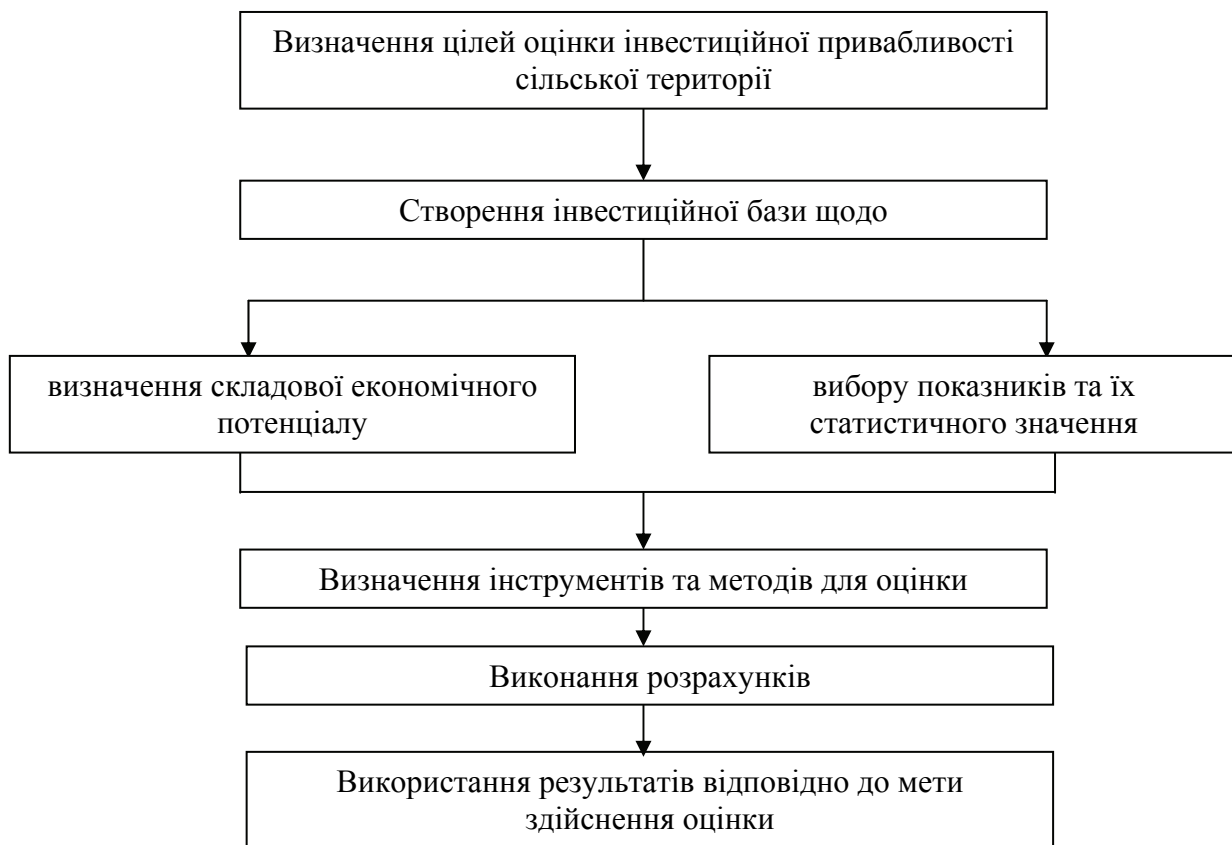 Визначення цілей оцінки інвестиційної привабливості
сільської території
Створення інвестиційної бази щодо
визначення складової економічного
потенціалу
вибору показників та їх
статистичного значення
Визначення інструментів та методів для оцінки
Виконання розрахунків
Використання результатів відповідно до мети
здійснення оцінки